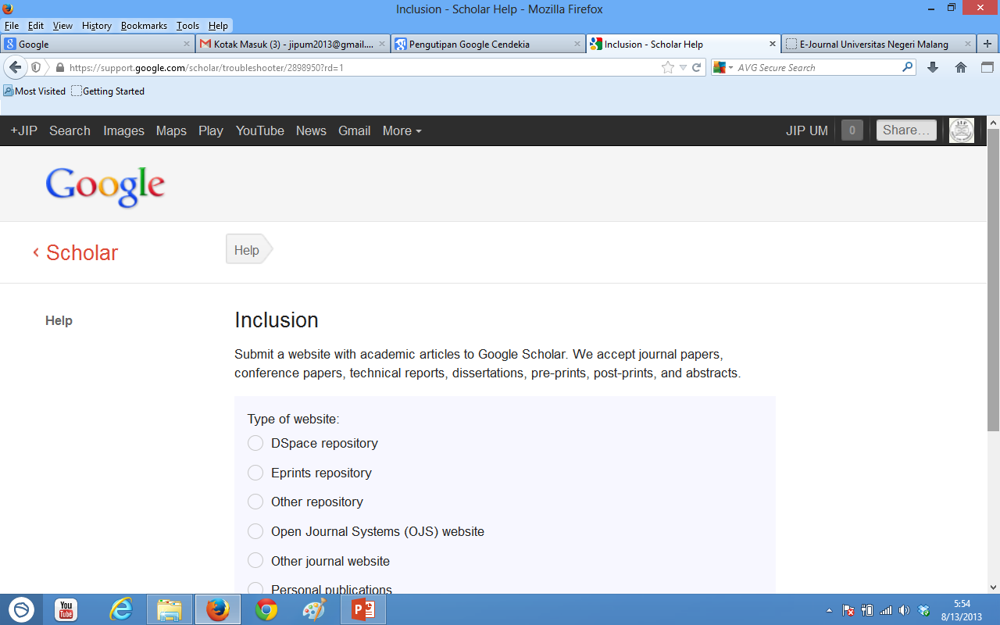 Inclusion - Scholar Help - Mozilla Firefox
File Edit View History Bookmarks Tools Help
Google
Kotak Masuk (3) - jipum2013@gmail....
Pengutipan Google Cendekia
Inclusion - Scholar Help
E-Journal Universitas Negeri Malang
https://support.google.com/scholar/troubleshooter/2898950?rd=1
AVG Secure Search
Most Visited Getting Started
+JIP Search Images Maps Play YouTube News Gmail More
JIP UM 0 Share...
Google
‹ Scholar
Help
Help
Inclusion
Submit a website with academic articles to Google Scholar. We accept journal papers,
conference papers, technical reports, dissertations, pre-prints, post-prints, and abstracts.
Type of website:
DSpace repository
Eprints repository
Other repository
Open Journal Systems (OJS) website
Other journal website
Personal publications
You
Tube
5:54
8/13/2013